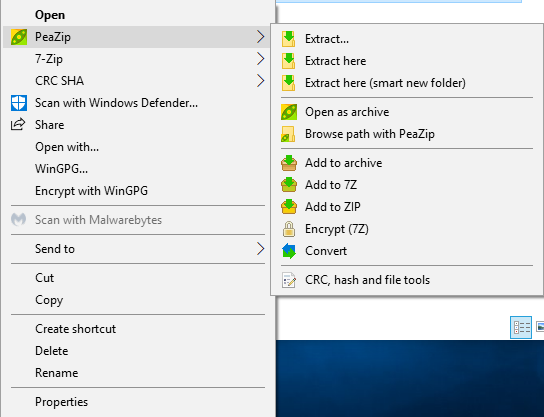 Open
PeaZip
7-Zip
CRC SHA
Scan with Windows Defender...
Share
Open with...
WinGPG...
Encrypt with WinGPG
Scan with Malwarebytes
Send to
Cut
Copy
Create shortcut
Delete
Rename
Properties
Extract...
Extract here
Extract here (smart new folder)
Open as archive
Browse path with PeaZip
Add to archive
Add to 7Z
Add to ZIP
Encrypt (7Z)
Convert
CRC, hash and file tools